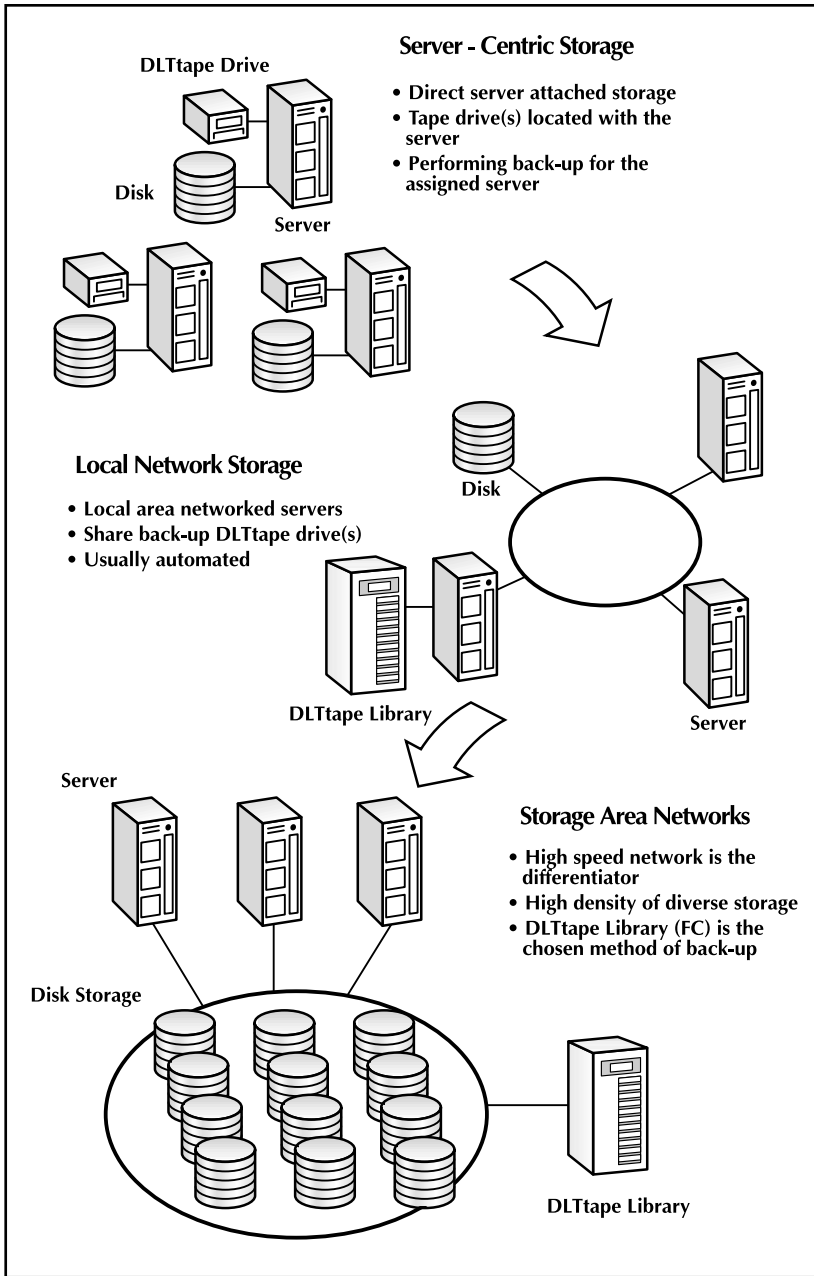 Server - Centric Storage
DLTtape Drive
• Direct server attached storage
• Tape drive(s) located with the
server
• Performing back-up for the
assigned server
Disk
Server
Local Network Storage
• Local area networked servers
• Share back-up DLTtape drive(s)
• Usually automated
Disk
DLTtape Library
Server
Server
Storage Area Networks
• High speed network is the
differentiator
• High density of diverse storage
• DLTtape Library (FC) is the
chosen method of back-up
Disk Storage
DLTtape Library